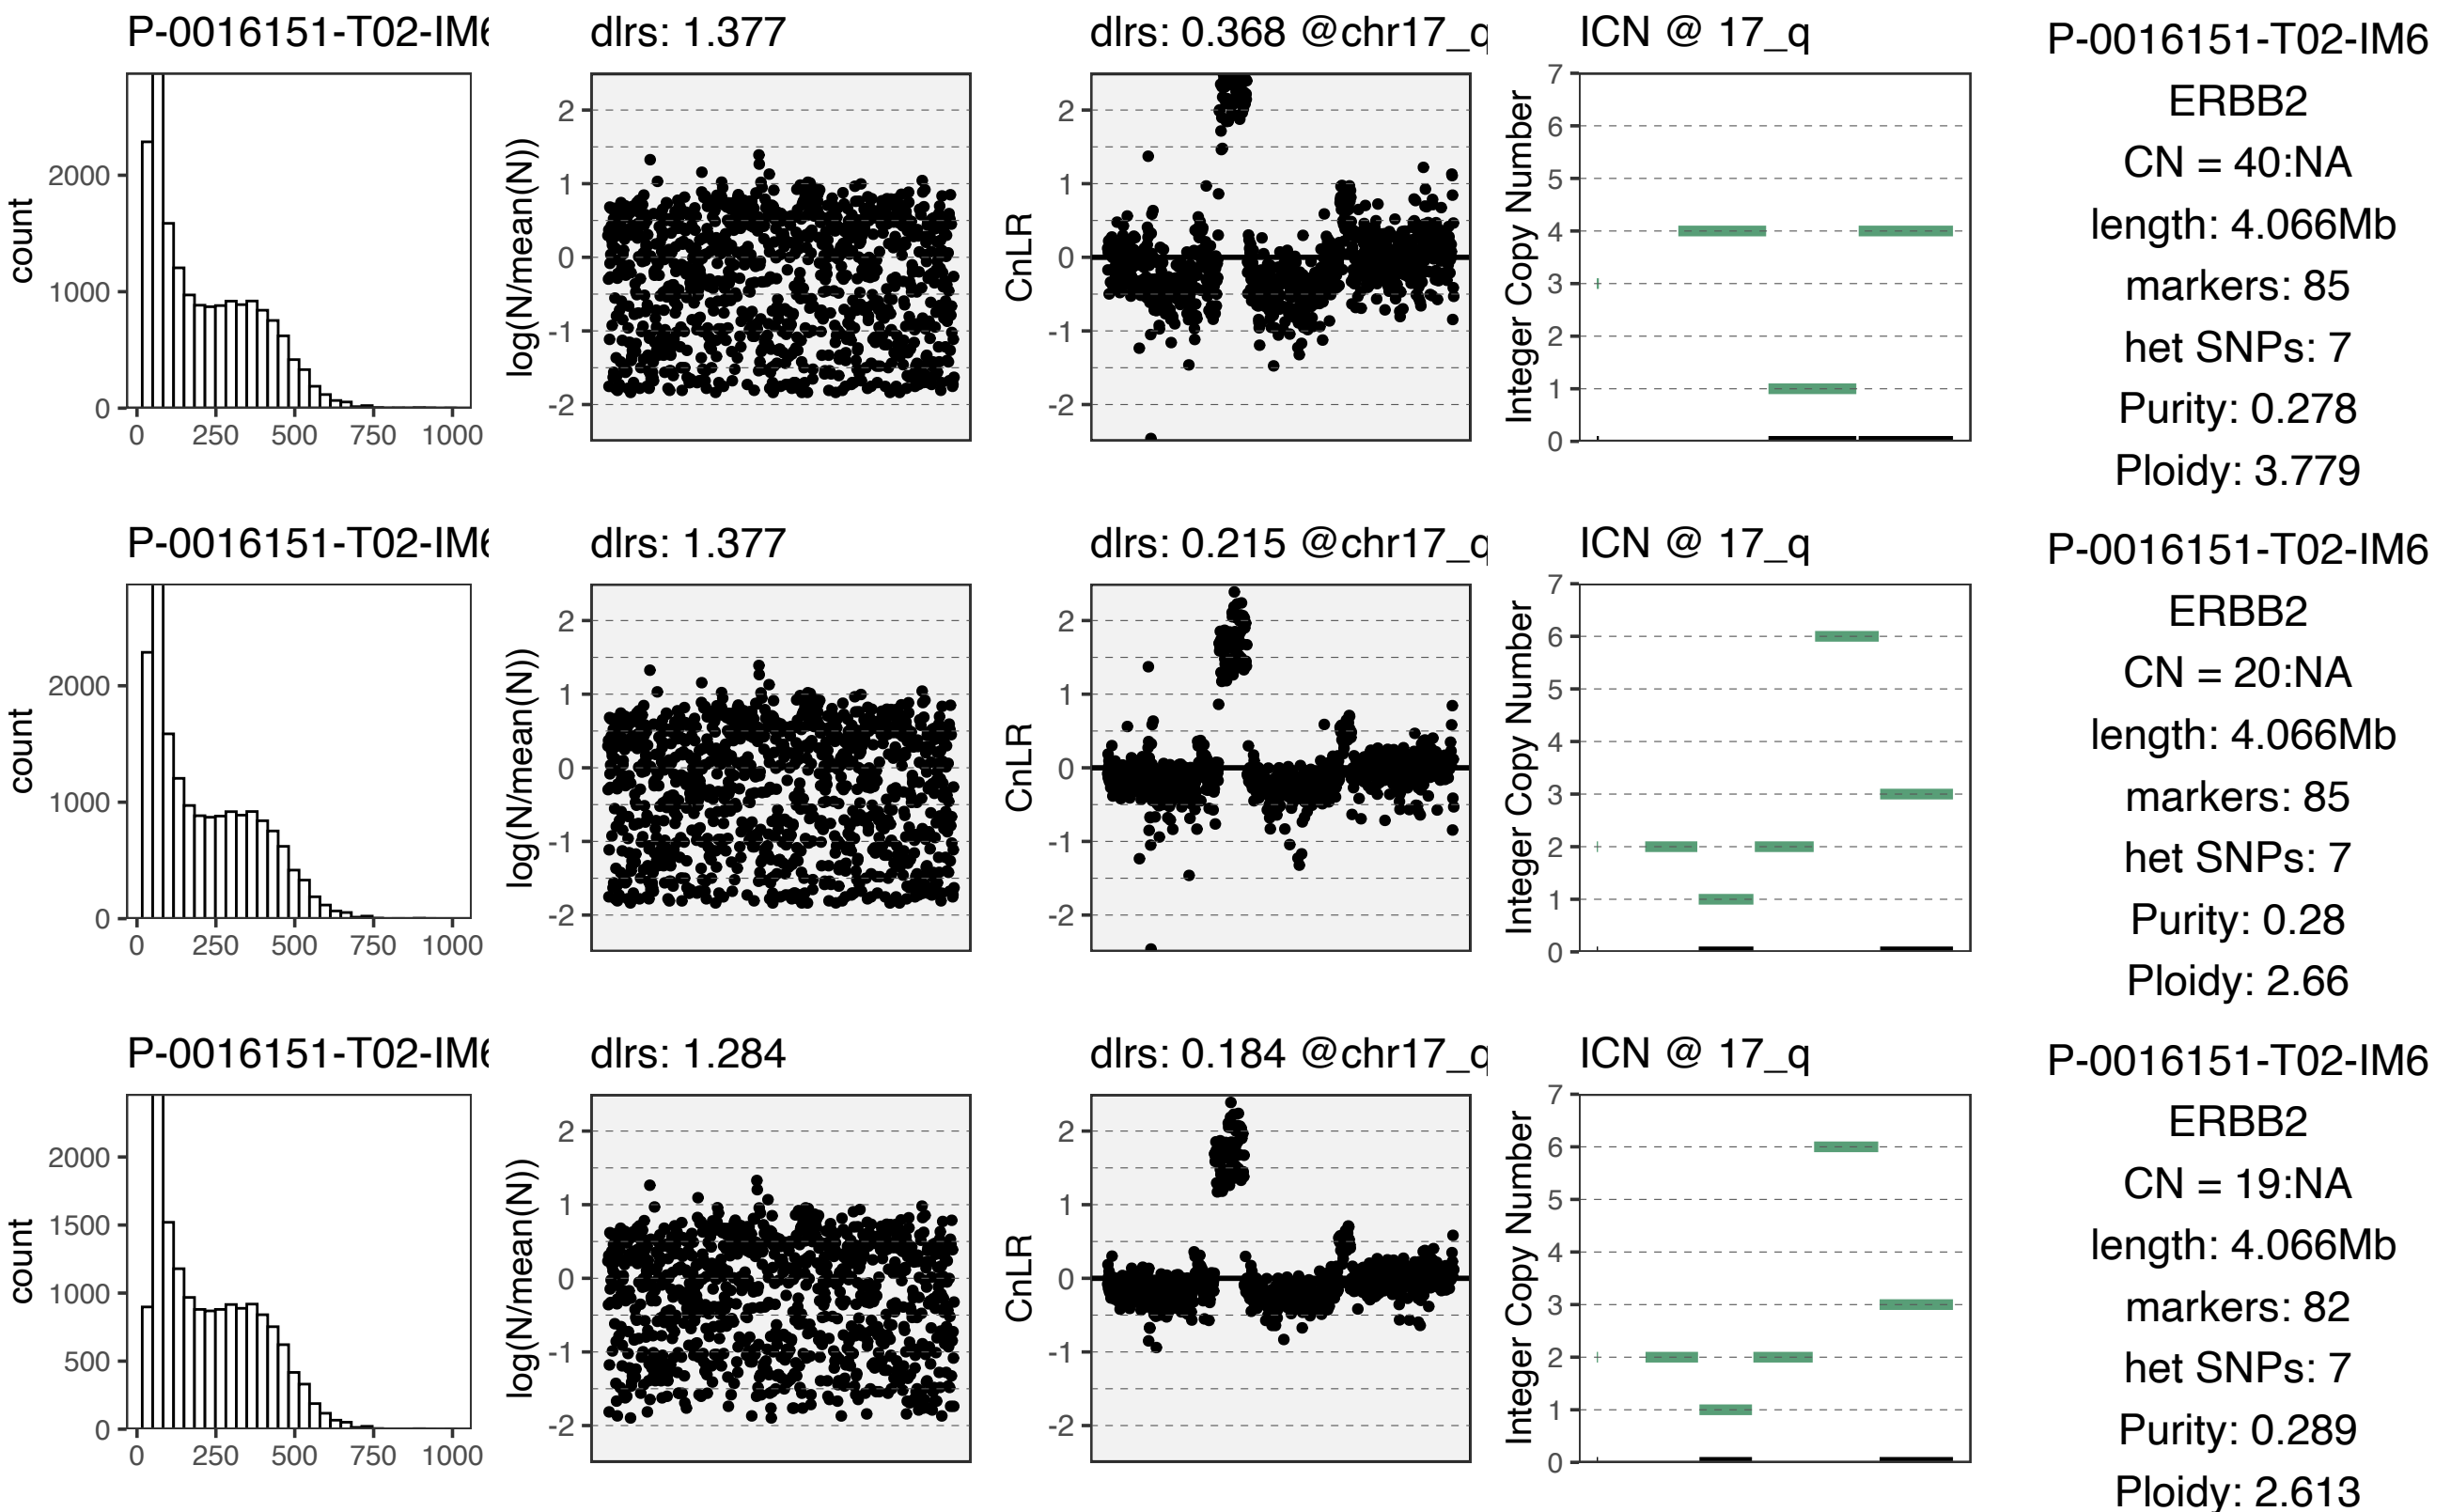 P-0016151-T02-IM6
dlrs: 1.377
dlrs: 0.368 @chr17_q
ICN @ 17_q
P-0016151-T02-IM6
count
2000
1000
0
0 250 500 750 1000
log(N/mean(N))
2
1
0
-1
-2
CnLR
2
1
0
-1
-2
Integer Copy Number
7
6
5
4
3
2
1
0
ERBB2
CN = 40:NA
length: 4.066Mb
markers: 85
het SNPs: 7
Purity: 0.278
Ploidy: 3.779
P-0016151-T02-IM6
dlrs: 1.377
dlrs: 0.215 @chr17_q
ICN @ 17_q
P-0016151-T02-IM6
count
2000
1000
0
0 250 500 750 1000
log(N/mean(N))
2
1
0
-1
-2
CnLR
2
1
0
-1
-2
Integer Copy Number
7
6
5
4
3
2
1
0
ERBB2
CN = 20:NA
length: 4.066Mb
markers: 85
het SNPs: 7
Purity: 0.28
Ploidy: 2.66
P-0016151-T02-IM6
dlrs: 1.284
dlrs: 0.184 @chr17_q
ICN @ 17_q
P-0016151-T02-IM6
count
2000
1500
1000
500
0
0 250 500 750 1000
log(N/mean(N))
2
1
0
-1
-2
CnLR
2
1
0
-1
-2
Integer Copy Number
7
6
5
4
3
2
1
0
ERBB2
CN = 19:NA
length: 4.066Mb
markers: 82
het SNPs: 7
Purity: 0.289
Ploidy: 2.613